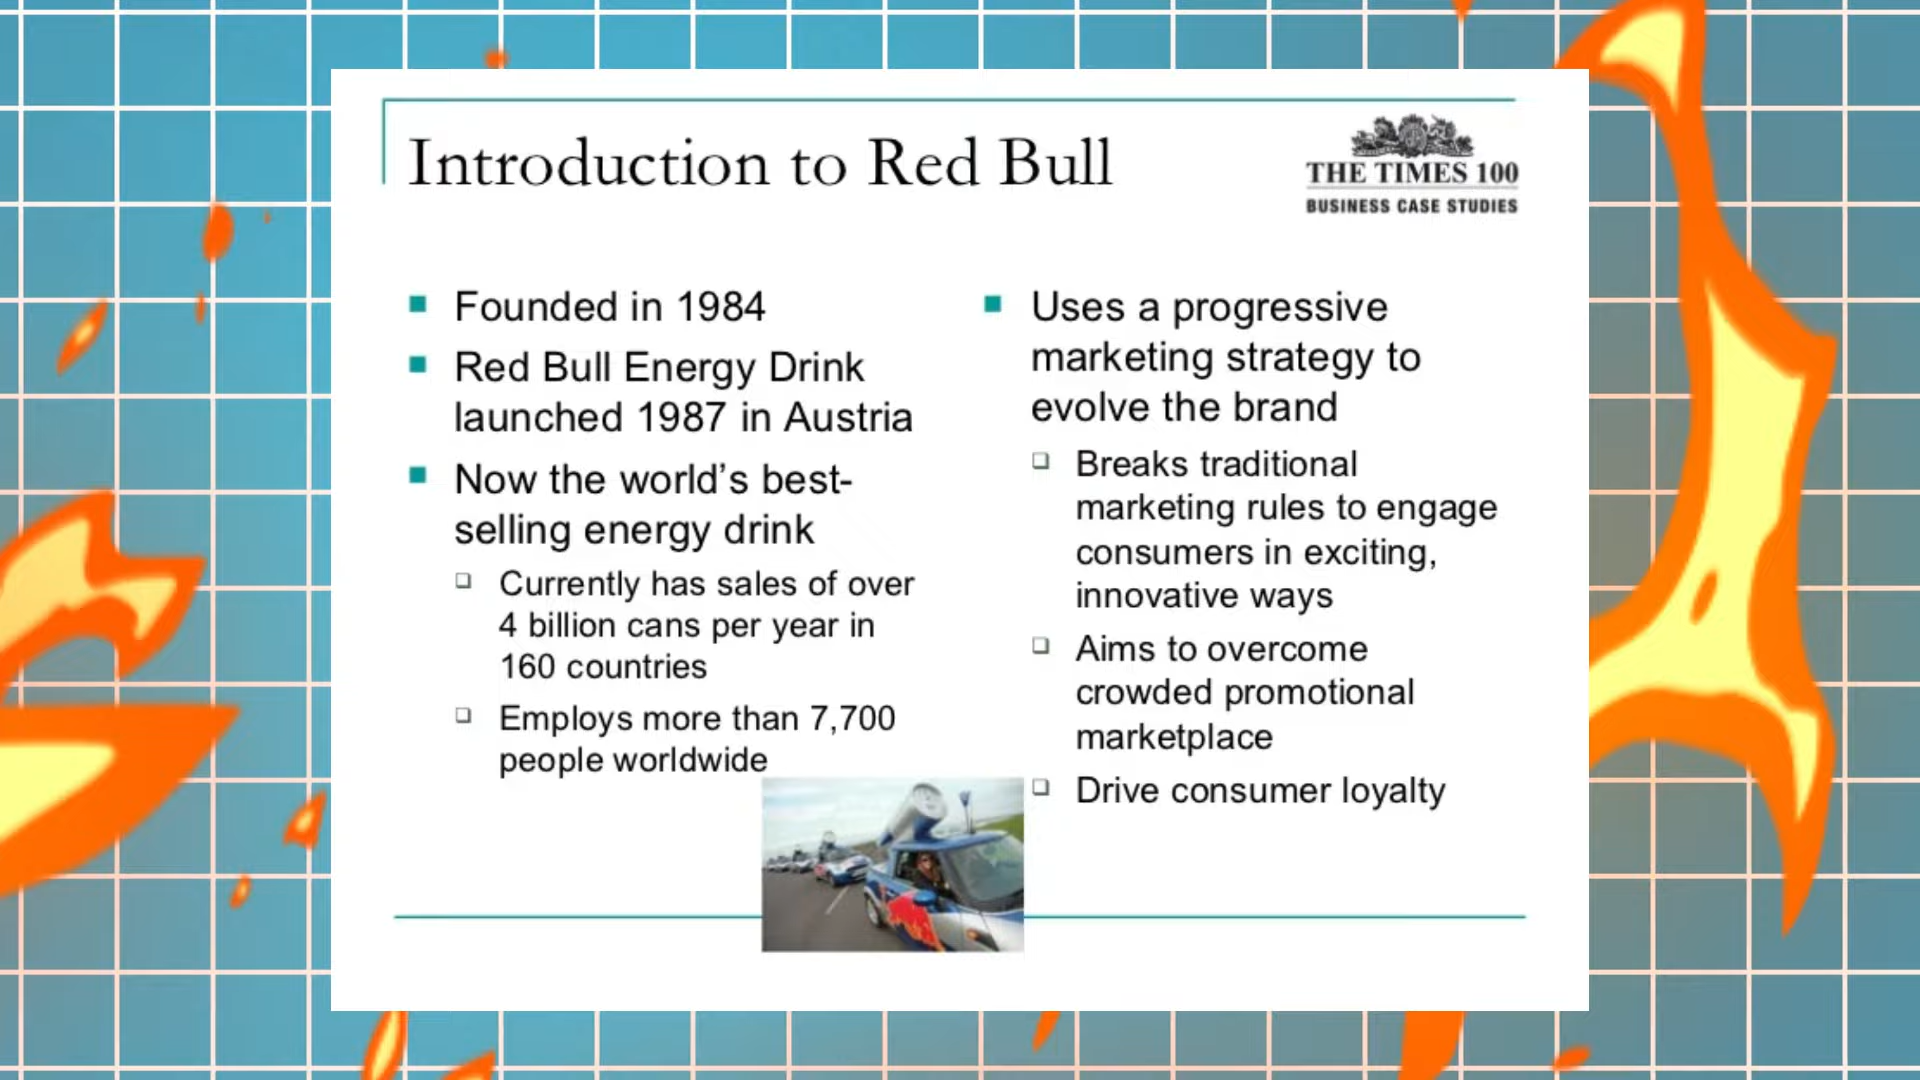 Introduction to Red Bull
THE TIMES 100
BUSINESS CASE STUDIES
Founded in 1984
Red Bull Energy Drink
launched 1987 in Austria
Now the world’s best-
selling energy drink
Currently has sales of over
4 billion cans per year in
160 countries
Employs more than 7,700
people worldwide
Uses a progressive
marketing strategy to
evolve the brand
Breaks traditional
marketing rules to engage
consumers in exciting,
innovative ways
Aims to overcome
crowded promotional
marketplace
Drive consumer loyalty